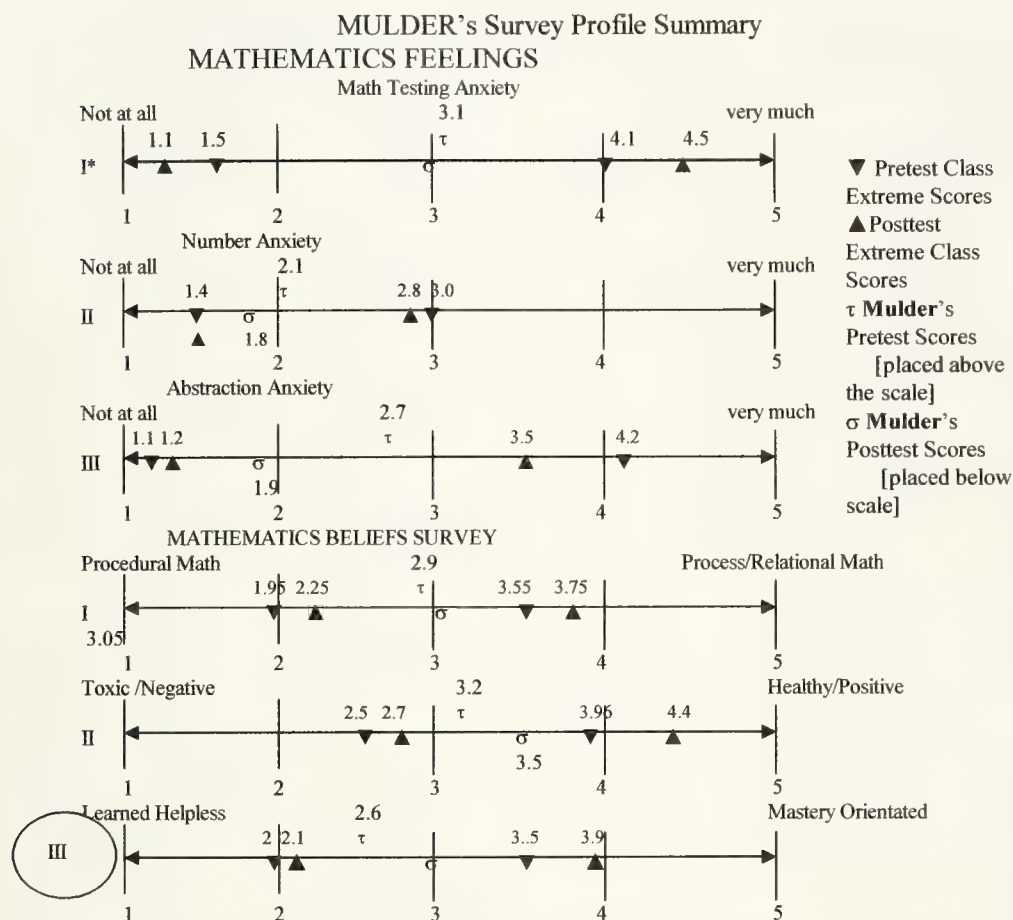 MULDER's Survey Profile Summary
MATHEMATICS FEELINGS
Math Testing Anxiety
Not at all 3.1 very much
1.1 1.5 τ 4.1 4.5
I* σ
1 2 3 4 5
Number Anxiety
Not at all 2.1 very much
1.4 τ 2.8 3.0
II σ
1.8
1 2 3 4 5
Abstraction Anxiety
Not at all 2.7 very much
1.1 1.2 τ 3.5 4.2
III σ
1.9
1 2 3 4 5
▼ Pretest Class
Extreme Scores
▲ Posttest
Extreme Class
Scores
τ Mulder's
Pretest Scores
[placed above
the scale]
σ Mulder's
Posttest Scores
[placed below
scale]
MATHEMATICS BELIEFS SURVEY
Procedural Math 2.9 Process/Relational Math
1.95 2.25 τ 3.55 3.75
I σ
3.05
1 2 3 4 5
Toxic /Negative 3.2 Healthy/Positive
2.5 2.7 τ 3.95 4.4
II σ
3.5
1 2 3 4 5
Learned Helpless 2.6 Mastery Orientated
2 2.1 τ 3..5 3.9
III σ
1 2 3 4 5